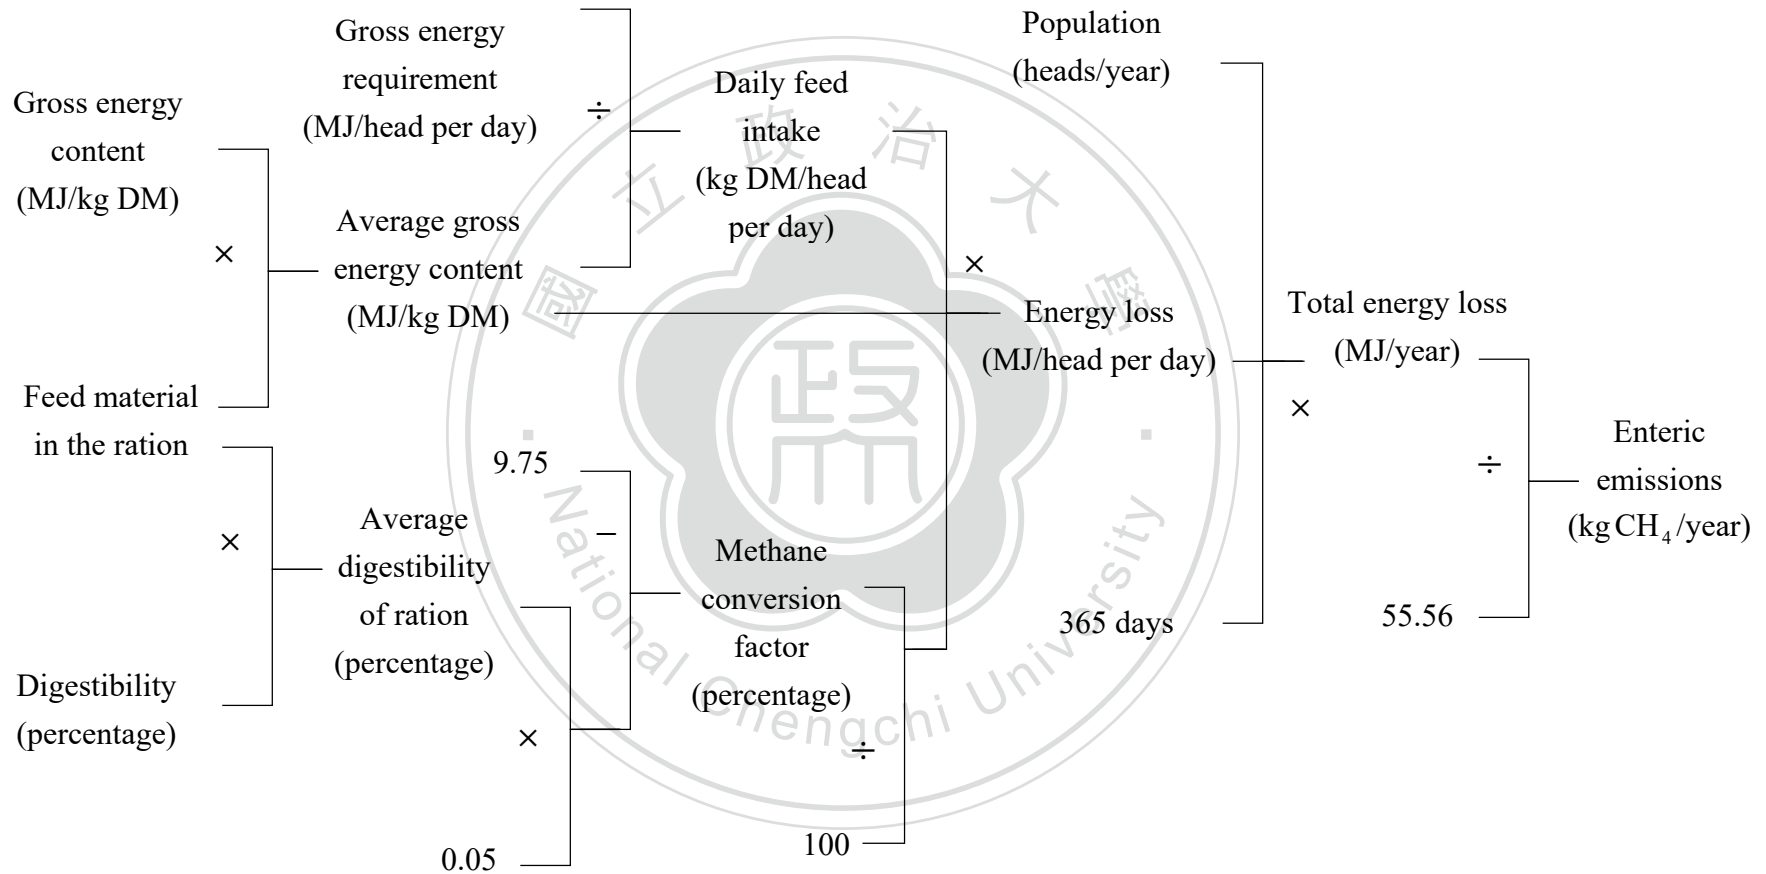 Gross energy
content
(MJ/kg DM)
×
Feed material
in the ration
×
Digestibility
(percentage)
Gross energy
requirement
(MJ/head per day)
÷
Average gross
energy content
(MJ/kg DM)
9.75
−
Average
digestibility
of ration
(percentage)
×
0.05
Daily feed
intake
(kg DM/head
per day)
×
Methane
conversion
factor
(percentage)
÷
100
Population
(heads/year)
Energy loss
(MJ/head per day)
×
365 days
Total energy loss
(MJ/year)
÷
55.56
Enteric
emissions
(kg CH₄/year)
國立政治大學
政大
National Chengchi University